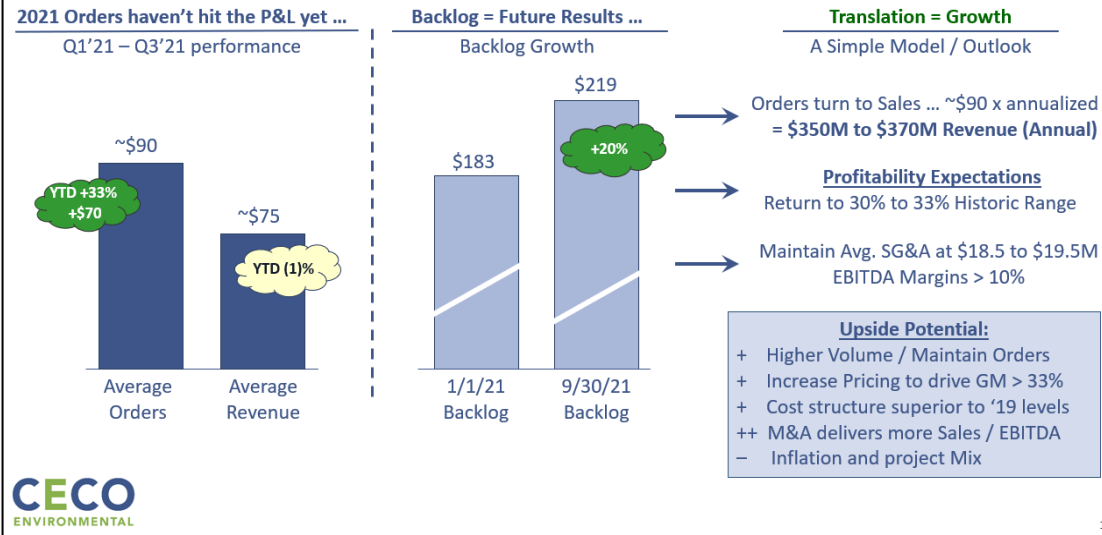 2021 Orders haven’t hit the P&L yet …
Q1’21 – Q3’21 performance
~$90
YTD +33%
+$70
~$75
YTD (1)%
Average
Orders
Average
Revenue
Backlog = Future Results …
Backlog Growth
$183
$219
+20%
1/1/21
Backlog
9/30/21
Backlog
Translation = Growth
A Simple Model / Outlook
Orders turn to Sales … ~$90 x annualized
= $350M to $370M Revenue (Annual)
Profitability Expectations
Return to 30% to 33% Historic Range
Maintain Avg. SG&A at $18.5 to $19.5M
EBITDA Margins > 10%
Upside Potential:
+ Higher Volume / Maintain Orders
+ Increase Pricing to drive GM > 33%
+ Cost structure superior to ‘19 levels
++ M&A delivers more Sales / EBITDA
– Inflation and project Mix
CECO
ENVIRONMENTAL